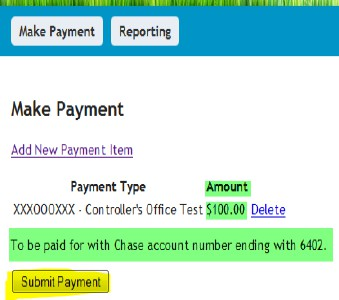 Make Payment Reporting
Make Payment
Add New Payment Item
Payment Type Amount
XXXOOOXXX - Controller's Office Test $100.00 Delete
To be paid for with Chase account number ending with 6402.
Submit Payment